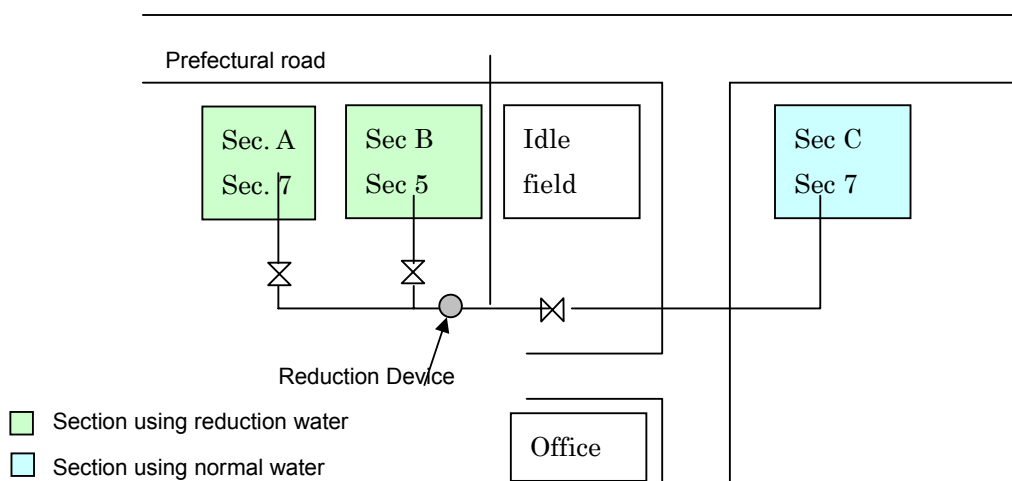 Prefectural road
Sec. A
Sec. 7
Sec B
Sec 5
Idle
field
Sec C
Sec 7
Reduction Device
Section using reduction water
Section using normal water
Office